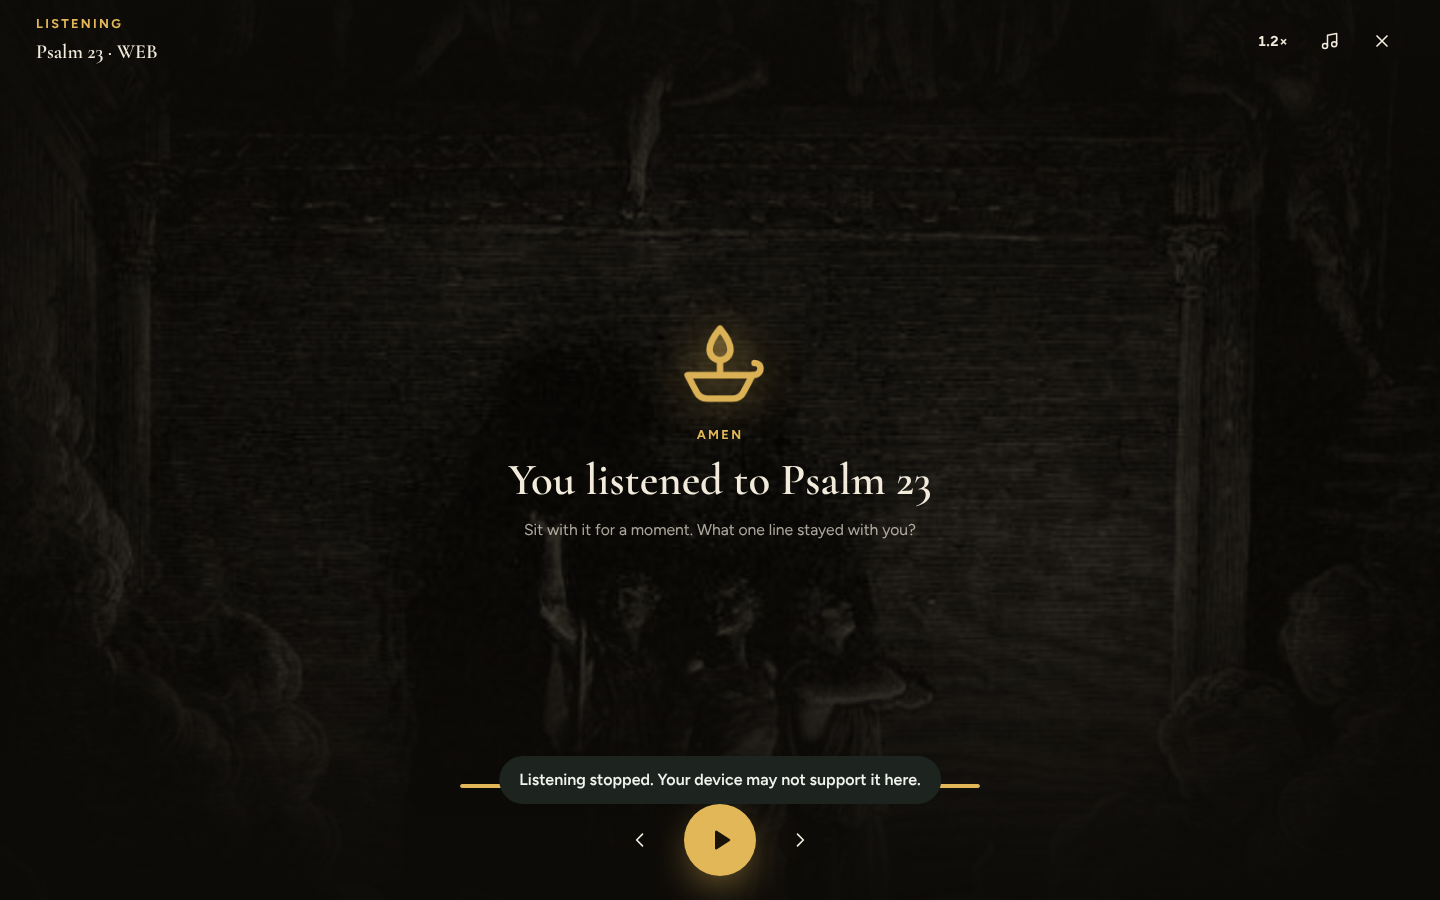 LISTENING
Psalm 23 · WEB
1.2×
AMEN
You listened to Psalm 23
Sit with it for a moment. What one line stayed with you?
Listening stopped. Your device may not support it here.